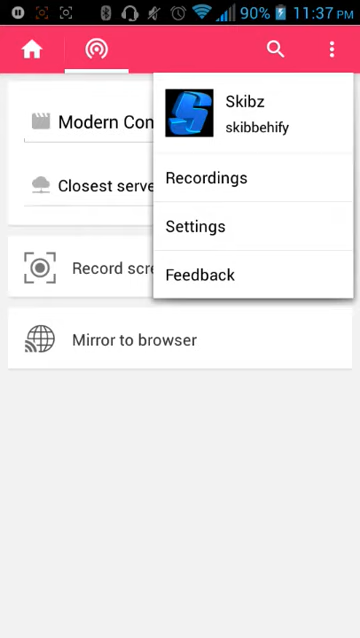 90% 11:37 PM
Skibz
skibbehify
Modern Con
Closest serve
Recordings
Settings
Record scre
Feedback
Mirror to browser